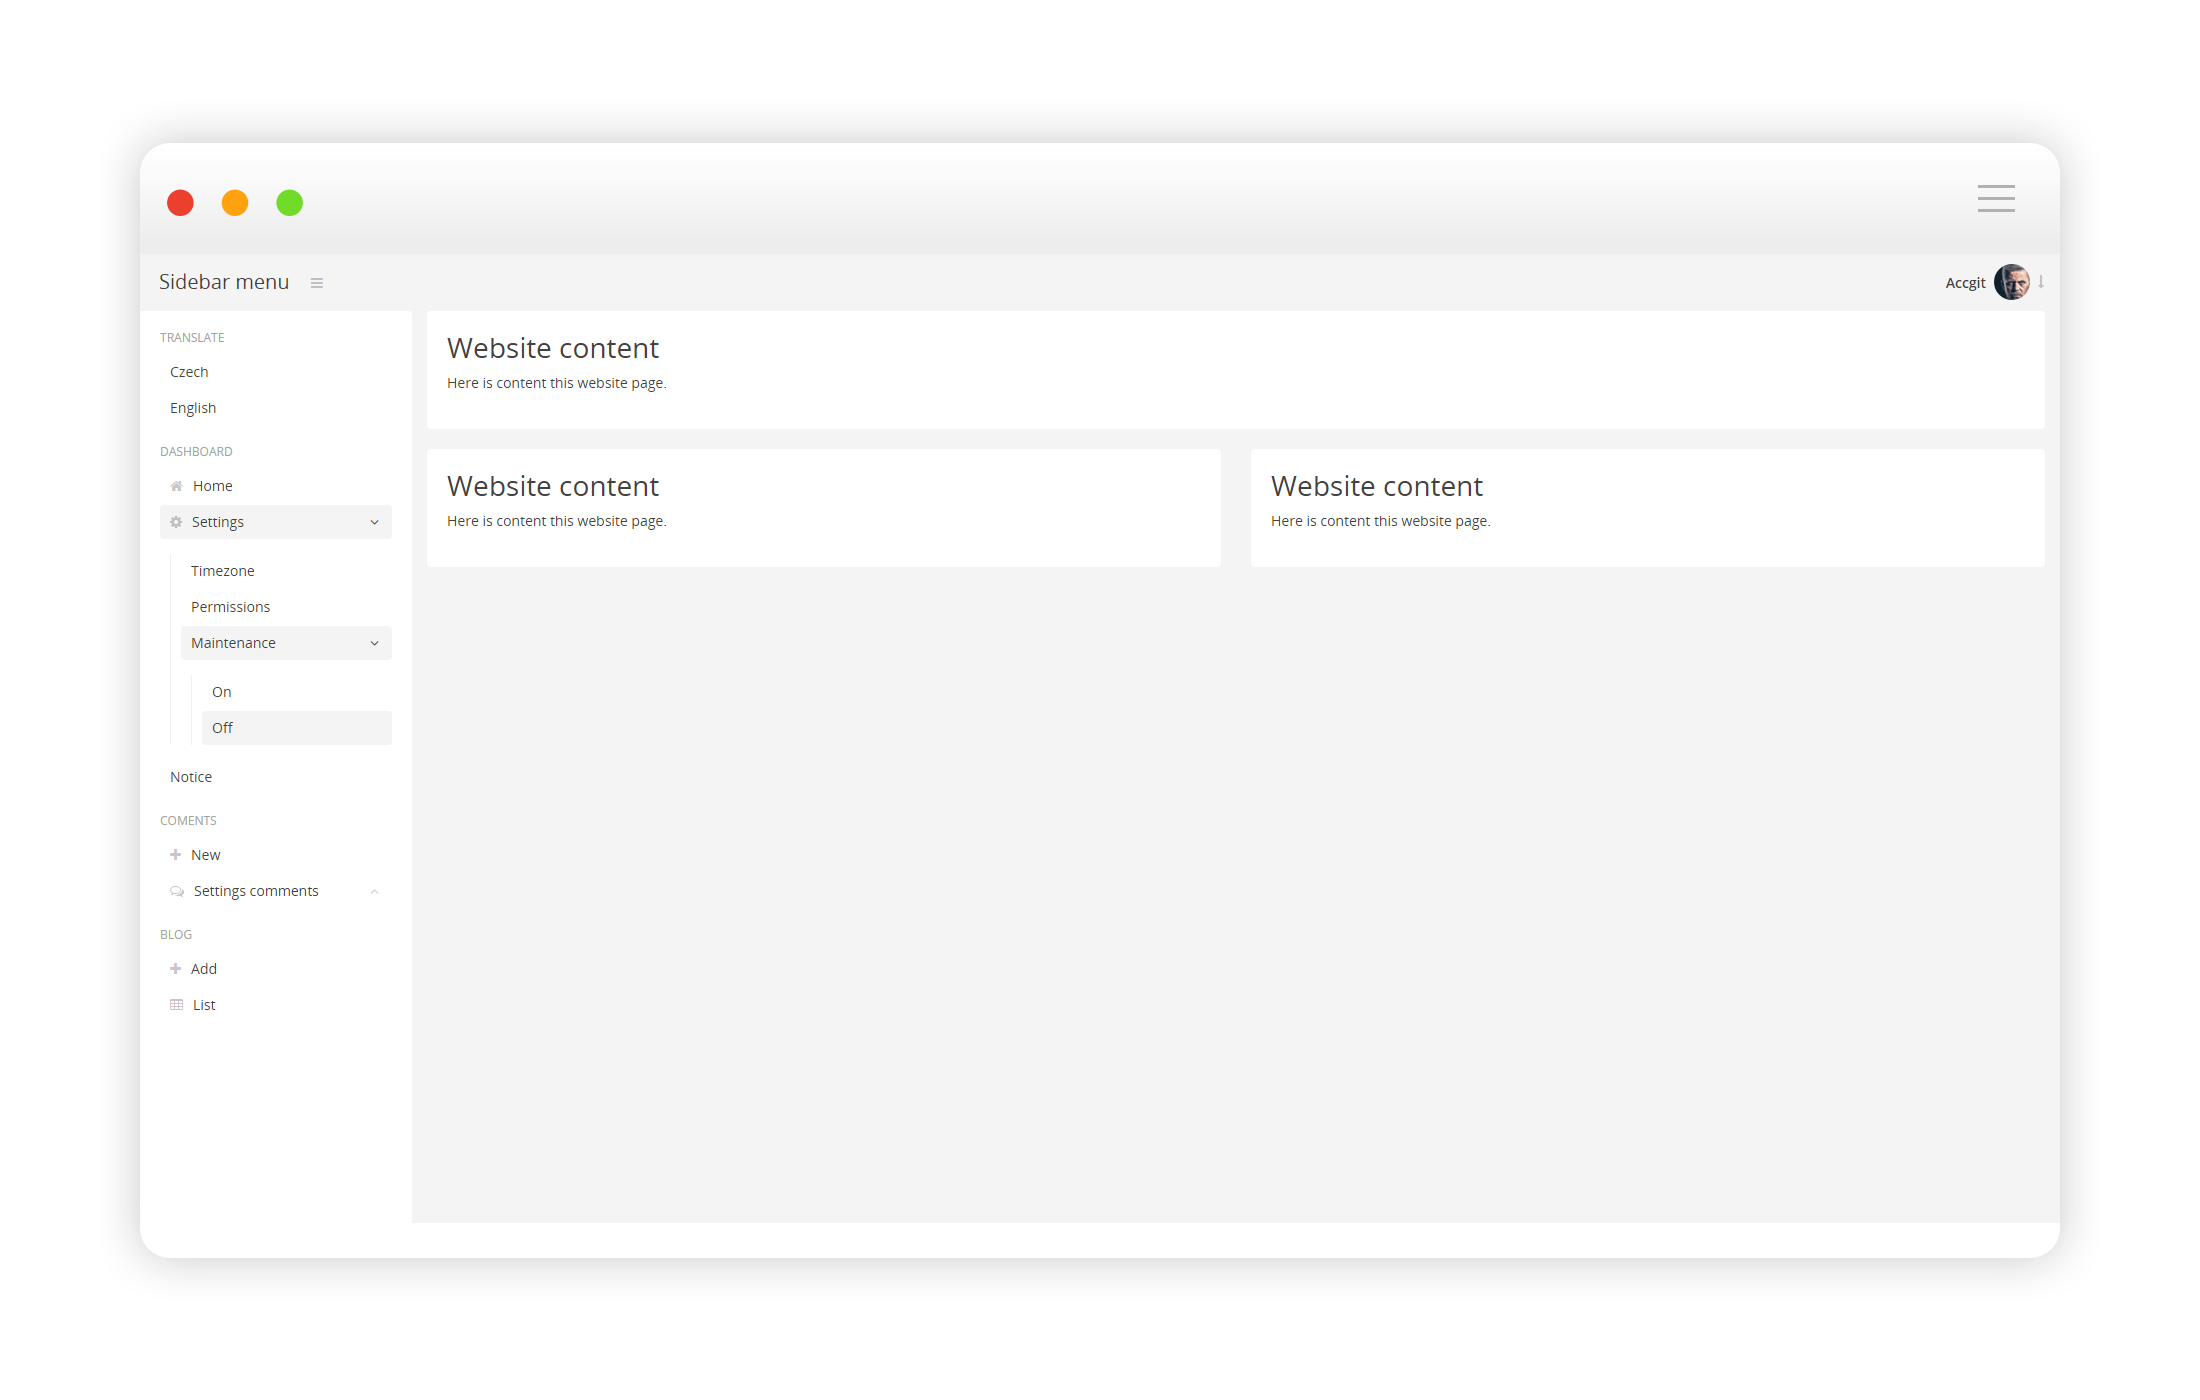 Sidebar menu
Accgit
TRANSLATE
Czech
English
DASHBOARD
Home
Settings
Timezone
Permissions
Maintenance
On
Off
Notice
COMENTS
New
Settings comments
BLOG
Add
List
Website content
Here is content this website page.
Website content
Here is content this website page.
Website content
Here is content this website page.